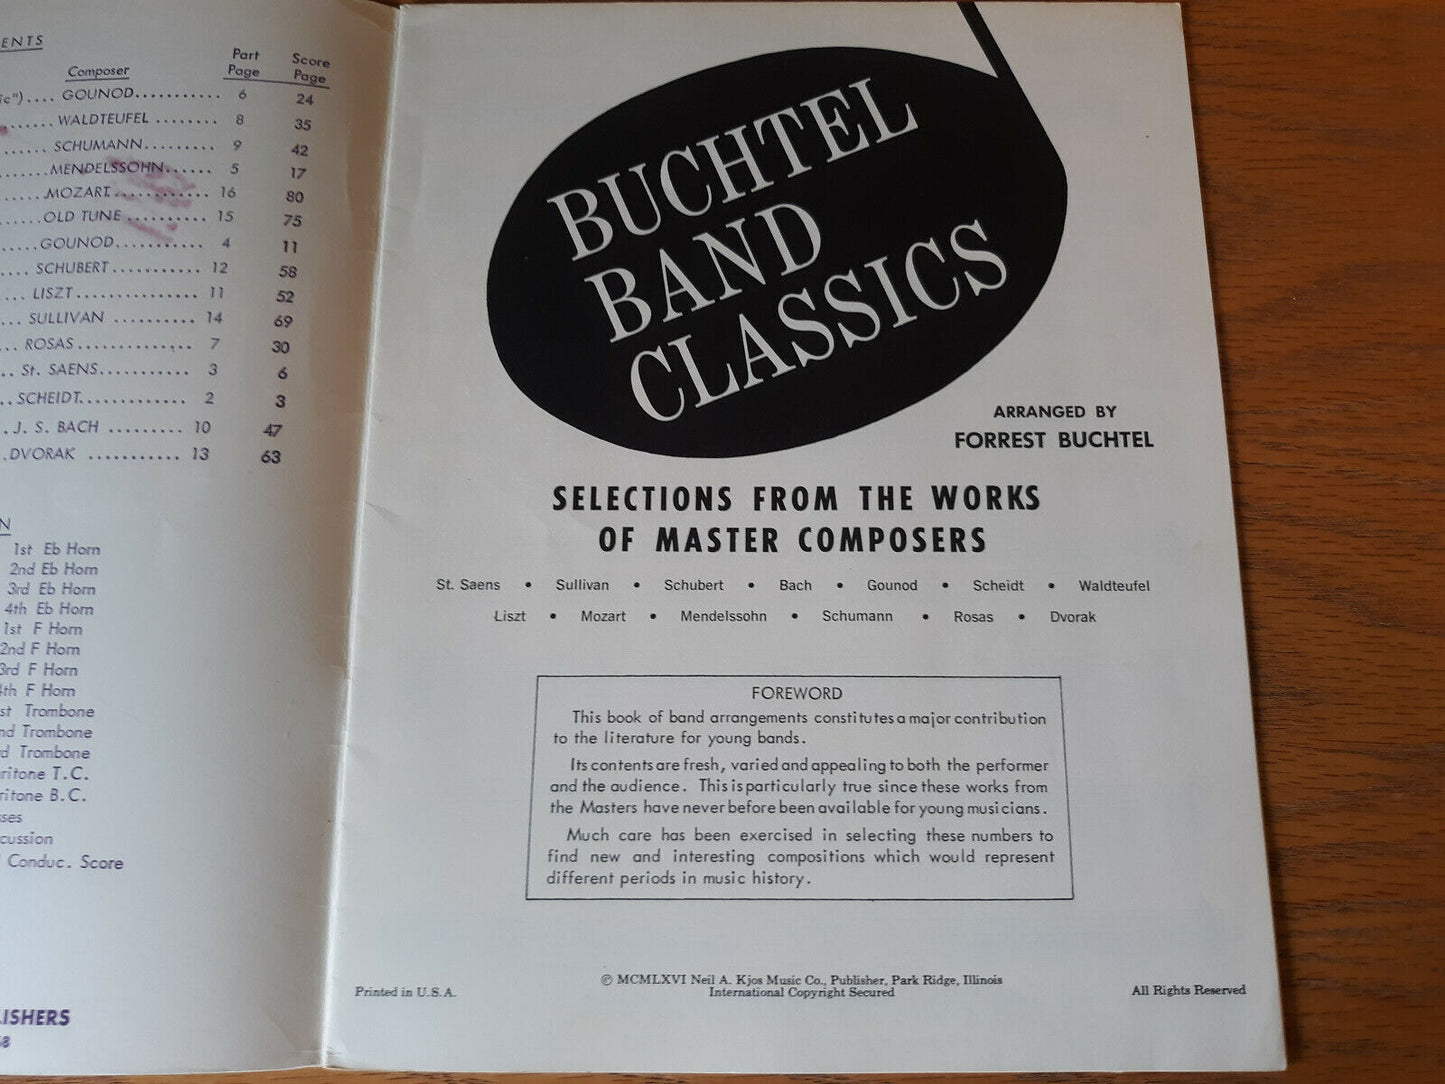 ENTS
Composer Part Page Score Page
ic").... GOUNOD........... 6 24
...... WALDTEUFEL ........ 8 35
...... SCHUMANN......... 9 42
.......MENDELSSOHN...... 5 17
......MOZART............ 16 80
......OLD TUNE .......... 15 75
.....GOUNOD........... 4 11
.... SCHUBERT........... 12 58
.... LISZT............... 11 52
... SULLIVAN .......... 14 69
... ROSAS .............. 7 30
.. St. SAENS........... 3 6
.. SCHEIDT............. 2 3
..J. S. BACH ......... 10 47
.DVORAK ........... 13 63
N
1st Eb Horn
2nd Eb Horn
3rd Eb Horn
4th Eb Horn
1st F Horn
2nd F Horn
3rd F Horn
4th F Horn
st Trombone
nd Trombone
rd Trombone
ritone T.C.
ritone B.C.
sses
cussion
Conduc. Score
LISHERS
68
BUCHTEL
BAND
CLASSICS
ARRANGED BY
FORREST BUCHTEL
SELECTIONS FROM THE WORKS
OF MASTER COMPOSERS
St. Saens • Sullivan • Schubert • Bach • Gounod • Scheidt • Waldteufel
Liszt • Mozart • Mendelssohn • Schumann • Rosas • Dvorak
FOREWORD
This book of band arrangements constitutes a major contribution
to the literature for young bands.
Its contents are fresh, varied and appealing to both the performer
and the audience. This is particularly true since these works from
the Masters have never before been available for young musicians.
Much care has been exercised in selecting these numbers to
find new and interesting compositions which would represent
different periods in music history.
© MCMLXVI Neil A. Kjos Music Co., Publisher, Park Ridge, Illinois
Printed in U.S.A. International Copyright Secured All Rights Reserved